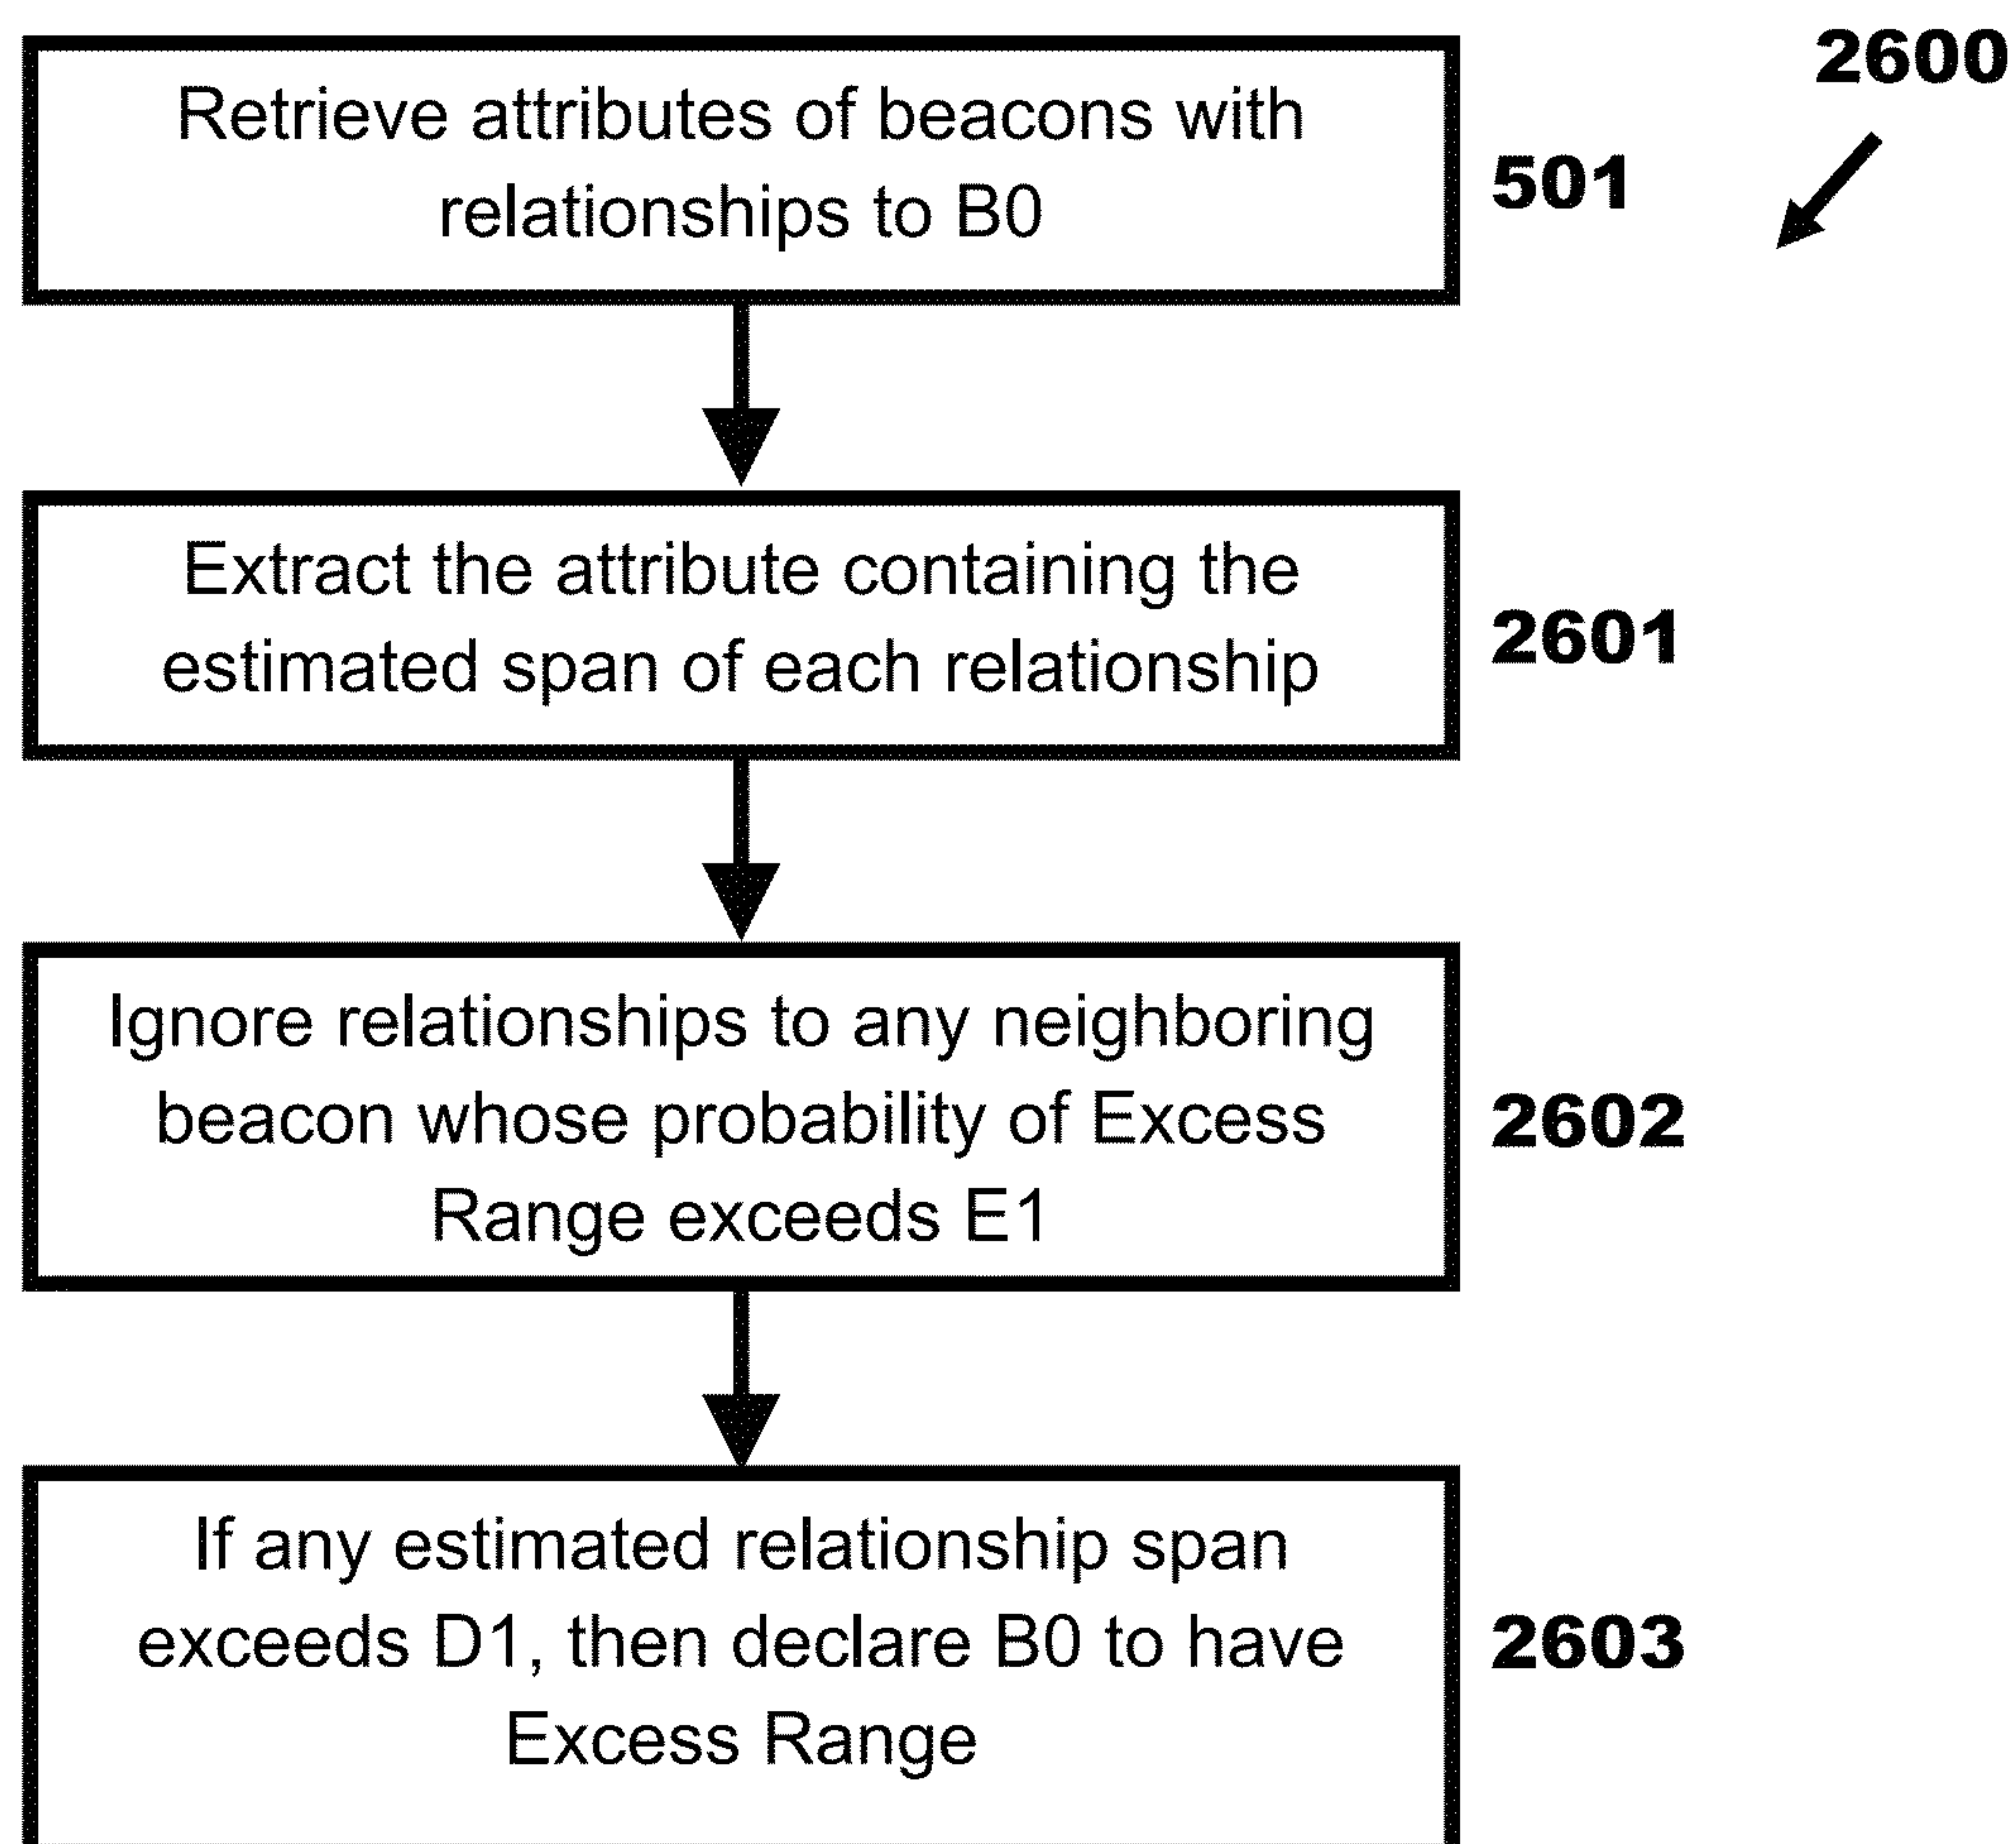 2600
Retrieve attributes of beacons with
relationships to B0
501
Extract the attribute containing the
estimated span of each relationship
2601
Ignore relationships to any neighboring
beacon whose probability of Excess
Range exceeds E1
2602
If any estimated relationship span
exceeds D1, then declare B0 to have
Excess Range
2603